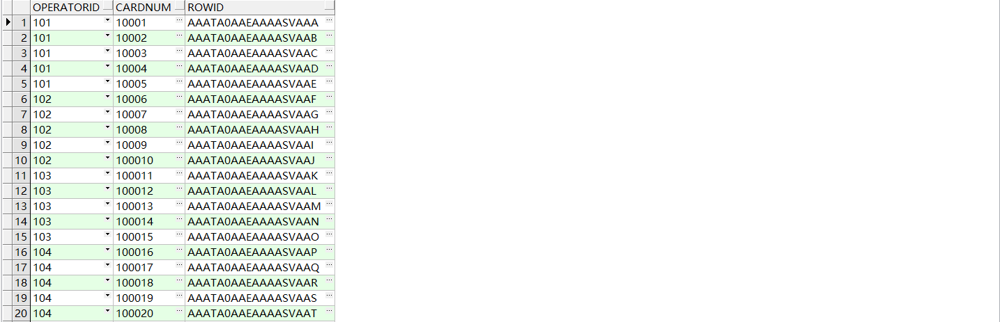 OPERATORID CARDNUM ROWID
1 101 10001 AAATA0AAEAAAASVAAA
2 101 10002 AAATA0AAEAAAASVAAB
3 101 10003 AAATA0AAEAAAASVAAC
4 101 10004 AAATA0AAEAAAASVAAD
5 101 10005 AAATA0AAEAAAASVAAE
6 102 10006 AAATA0AAEAAAASVAAF
7 102 10007 AAATA0AAEAAAASVAAG
8 102 10008 AAATA0AAEAAAASVAAH
9 102 10009 AAATA0AAEAAAASVAAI
10 102 100010 AAATA0AAEAAAASVAAJ
11 103 100011 AAATA0AAEAAAASVAAK
12 103 100012 AAATA0AAEAAAASVAAL
13 103 100013 AAATA0AAEAAAASVAAM
14 103 100014 AAATA0AAEAAAASVAAN
15 103 100015 AAATA0AAEAAAASVAAO
16 104 100016 AAATA0AAEAAAASVAAP
17 104 100017 AAATA0AAEAAAASVAAQ
18 104 100018 AAATA0AAEAAAASVAAR
19 104 100019 AAATA0AAEAAAASVAAS
20 104 100020 AAATA0AAEAAAASVAAT